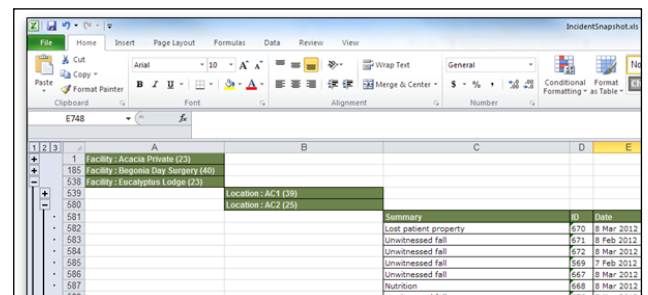 IncidentSnapshot.xls
File Home Insert Page Layout Formulas Data Review View
Cut
Copy
Format Painter
Paste
Clipboard
Arial 10
B I U
Font
Wrap Text
Merge & Center
Alignment
General
$ % ,
Number
Conditional Formatting
Format as Table
No
E748 fx
1 2 3 A B C D E
1 Facility : Acacia Private (23)
185 Facility : Begonia Day Surgery (40)
538 Facility : Eucalyptus Lodge (23)
539 Location : AC1 (39)
580 Location : AC2 (25)
581 Summary ID Date
582 Lost patient property 670 8 Mar 2012
583 Unwitnessed fall 671 8 Feb 2012
584 Unwitnessed fall 672 8 Mar 2012
585 Unwitnessed fall 569 7 Feb 2012
586 Unwitnessed fall 667 8 Mar 2012
587 Nutrition 668 8 Mar 2012